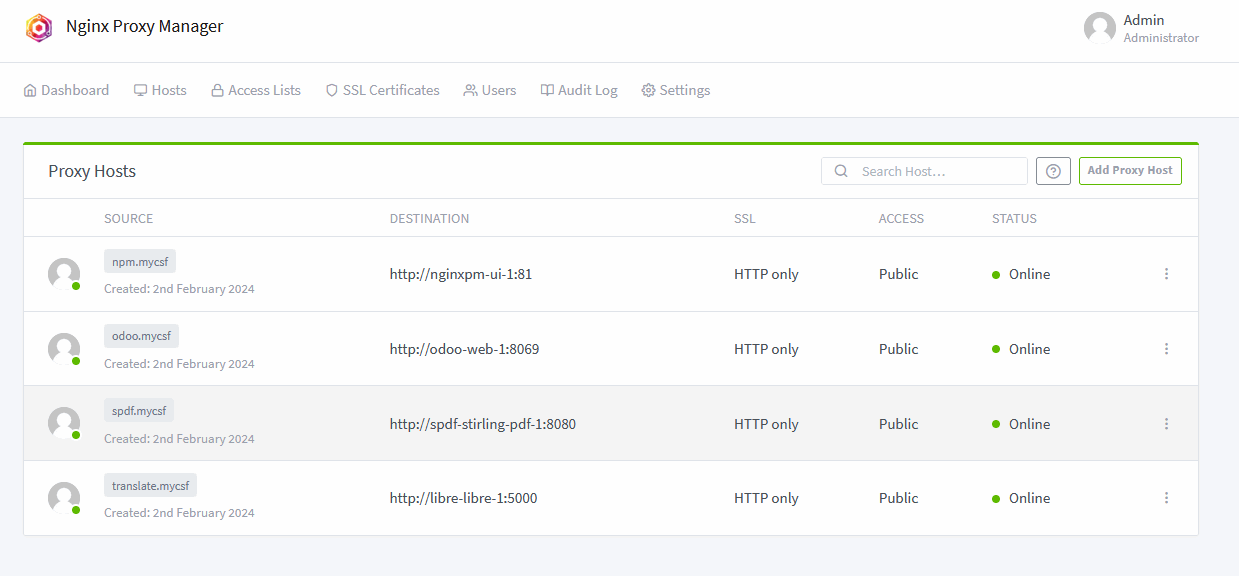 Nginx Proxy Manager
Admin
Administrator
Dashboard Hosts Access Lists SSL Certificates Users Audit Log Settings
Proxy Hosts Search Host… Add Proxy Host
SOURCE DESTINATION SSL ACCESS STATUS
npm.mycsf
http://nginxpm-ui-1:81 HTTP only Public Online
Created: 2nd February 2024
odoo.mycsf
http://odoo-web-1:8069 HTTP only Public Online
Created: 2nd February 2024
spdf.mycsf
http://spdf-stirling-pdf-1:8080 HTTP only Public Online
Created: 2nd February 2024
translate.mycsf
http://libre-libre-1:5000 HTTP only Public Online
Created: 2nd February 2024